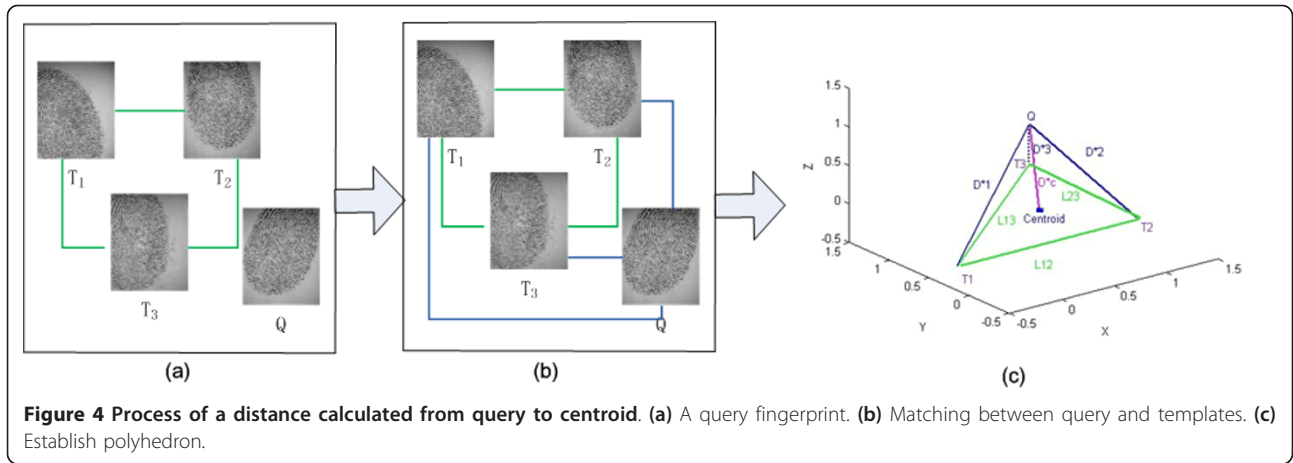 T1
T2
T3
Q
(a)
T1
T2
T3
Q
(b)
1.5
1
0.5
0
-0.5
Z
1.5
1
0.5
0
-0.5
Y
-0.5
0
0.5
1
1.5
X
Q
D*3
D*2
T3
D*1
D*c
L23
L13
Centroid
T2
L12
T1
(c)
Figure 4 Process of a distance calculated from query to centroid. (a) A query fingerprint. (b) Matching between query and templates. (c)
Establish polyhedron.